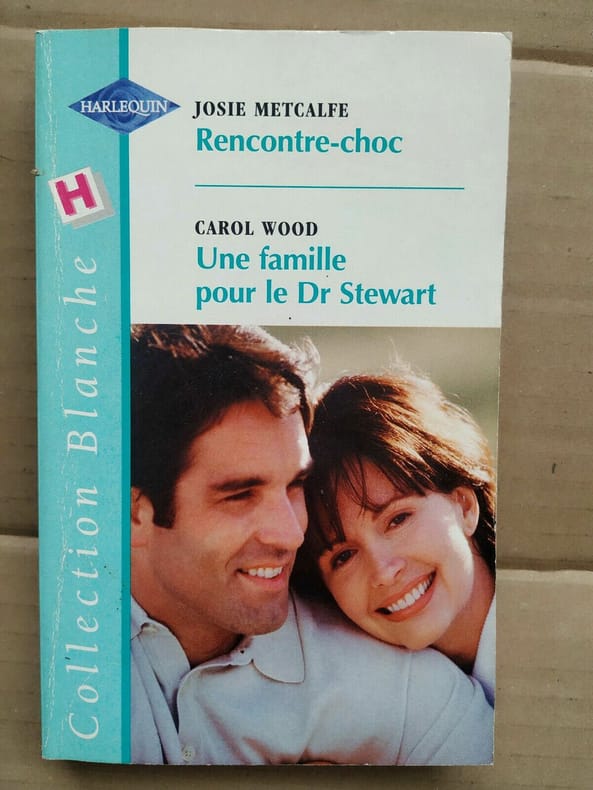 HARLEQUIN
JOSIE METCALFE
Rencontre-choc
CAROL WOOD
Une famille
pour le Dr Stewart
H
Collection Blanche